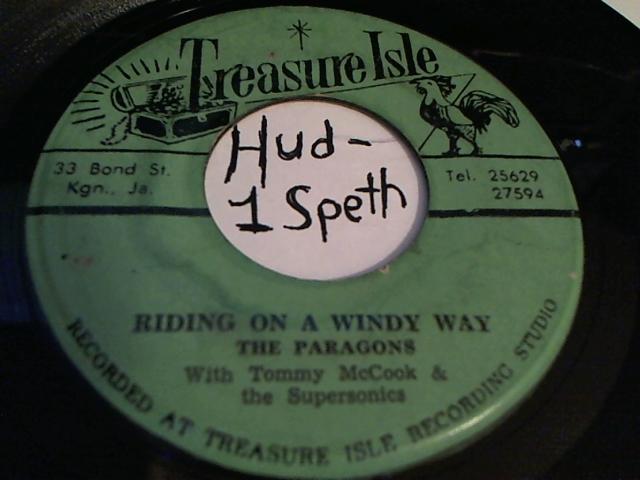 Treasure Isle
33 Bond St.
Kgn., Ja.
Tel. 25629
27594
Hud-
1 Speth
RIDING ON A WINDY WAY
THE PARAGONS
With Tommy McCook &
the Supersonics
RECORDED AT TREASURE ISLE RECORDING STUDIO